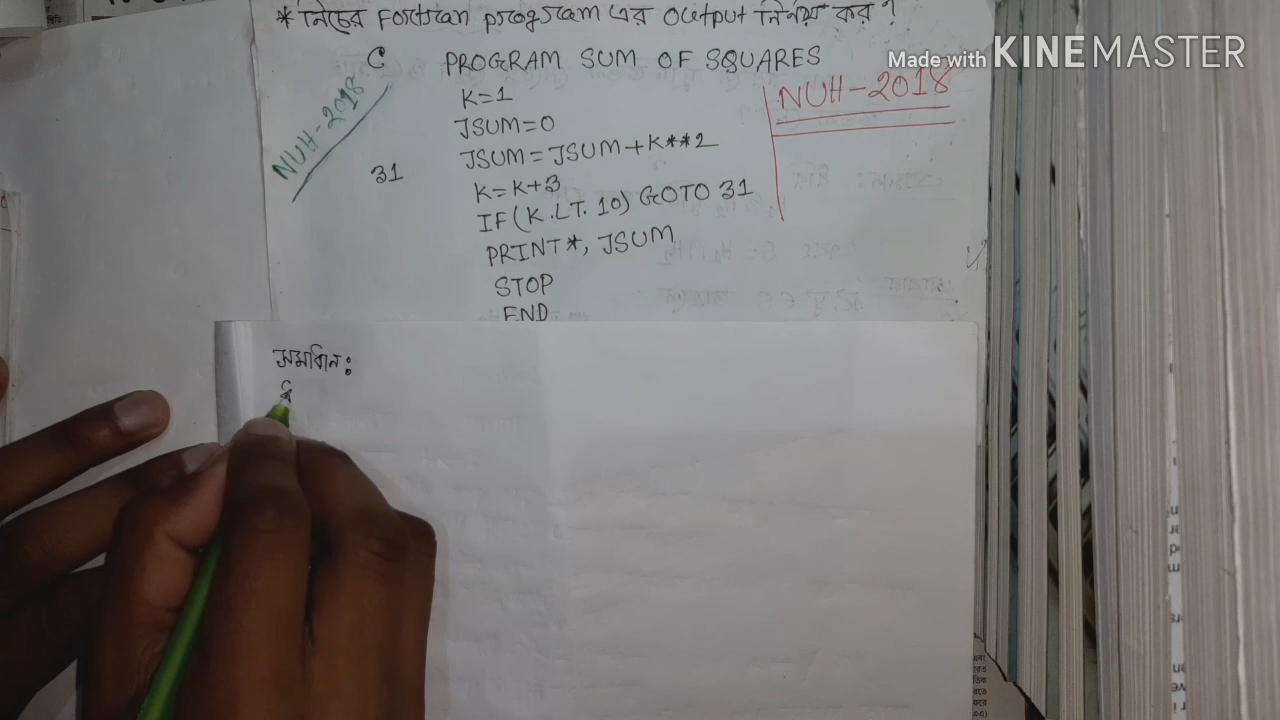 * নিচের Fortran program এর output নির্ণয় কর ?
Made with KINEMASTER
C PROGRAM SUM OF SQUARES
NUH-2018
NUH-2018
K=1
JSUM=0
31 JSUM=JSUM+K**2
K=K+3
IF(K.LT.10) GOTO 31
PRINT*, JSUM
STOP
END
সমাধান: